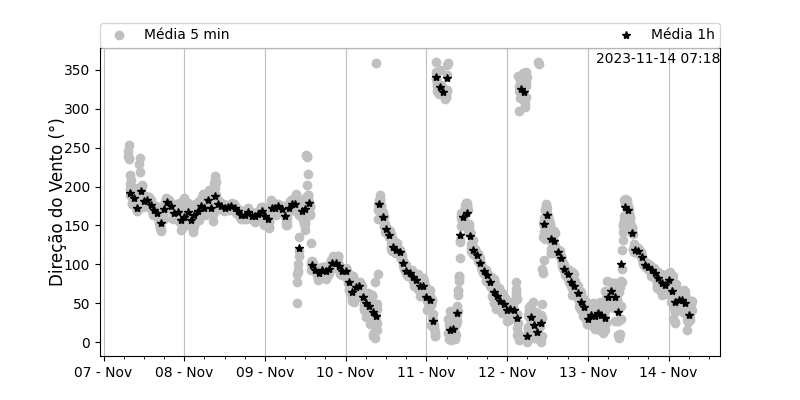 Média 5 min
Média 1h
2023-11-14 07:18
Direção do Vento (°)
350
300
250
200
150
100
50
0
07 - Nov
08 - Nov
09 - Nov
10 - Nov
11 - Nov
12 - Nov
13 - Nov
14 - Nov